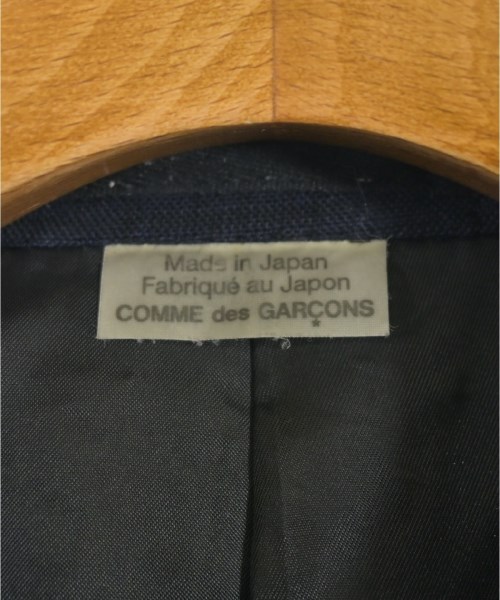 Made in Japan
Fabriqué au Japon
COMME des GARÇONS
*